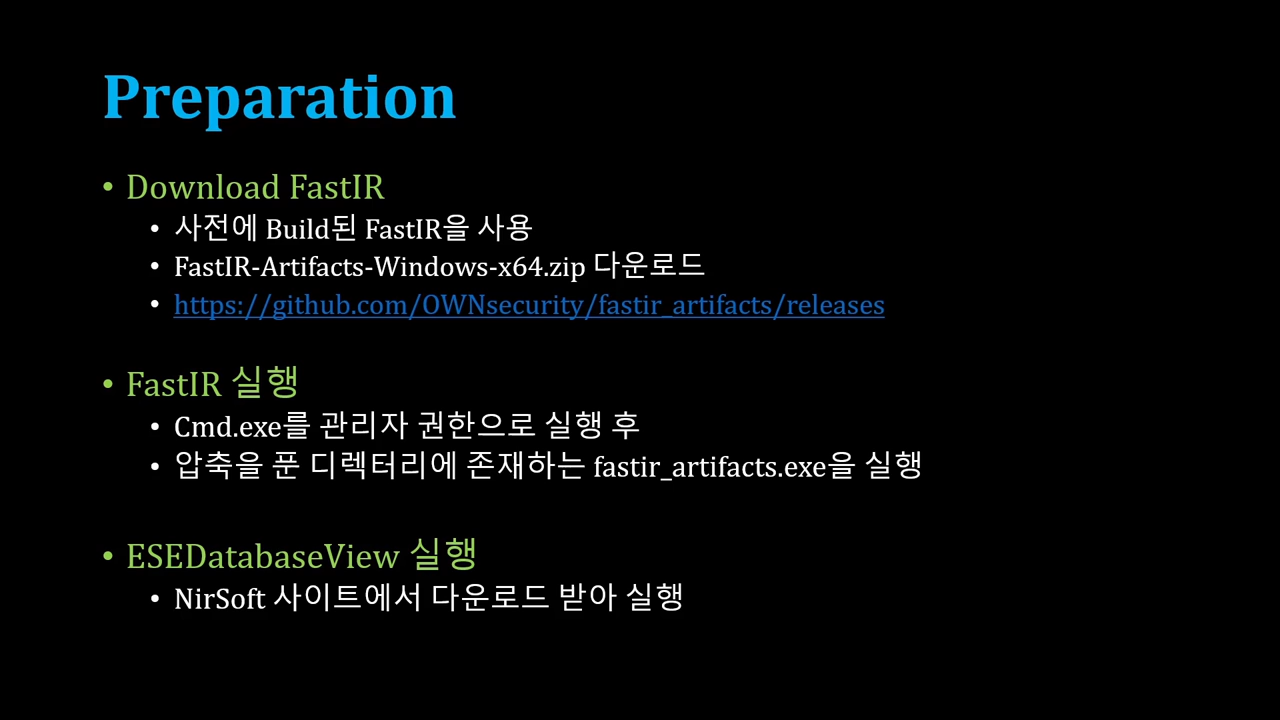 Preparation
• Download FastIR
• 사전에 Build된 FastIR을 사용
• FastIR-Artifacts-Windows-x64.zip 다운로드
• https://github.com/OWNsecurity/fastir_artifacts/releases
• FastIR 실행
• Cmd.exe를 관리자 권한으로 실행 후
• 압축을 푼 디렉터리에 존재하는 fastir_artifacts.exe을 실행
• ESEDatabaseView 실행
• NirSoft 사이트에서 다운로드 받아 실행